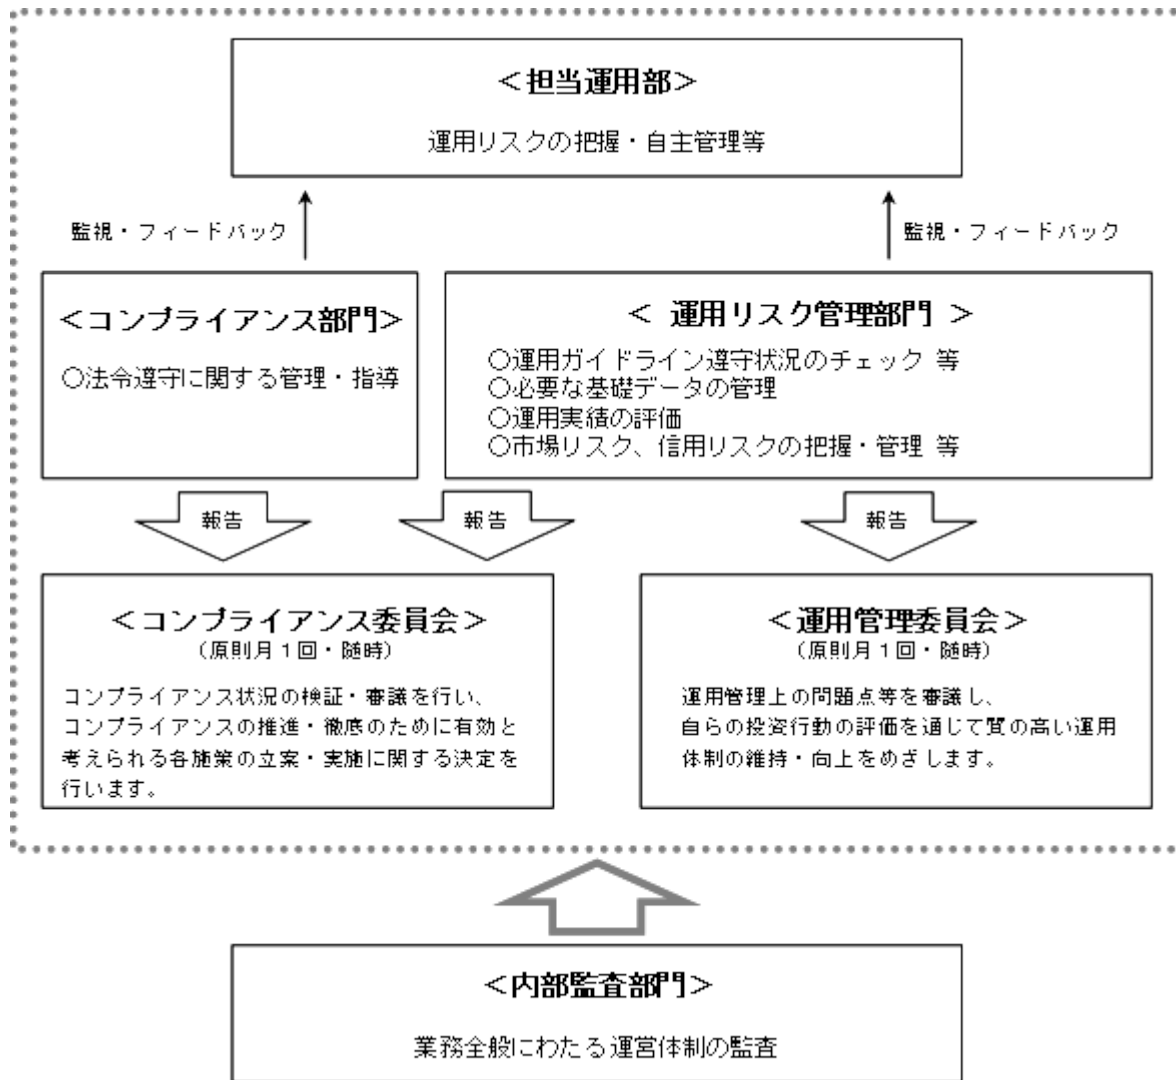 ＜担当運用部＞
運用リスクの把握・自主管理等
監視・フィードバック
監視・フィードバック
＜コンプライアンス部門＞
○法令遵守に関する管理・指導
＜ 運用リスク管理部門 ＞
○運用ガイドライン遵守状況のチェック 等
○必要な基礎データの管理
○運用実績の評価
○市場リスク、信用リスクの把握・管理 等
報告
報告
報告
＜コンプライアンス委員会＞
（原則月１回・随時）
コンプライアンス状況の検証・審議を行い、
コンプライアンスの推進・徹底のために有効と
考えられる各施策の立案・実施に関する決定を
行います。
＜運用管理委員会＞
（原則月１回・随時）
運用管理上の問題点等を審議し、
自らの投資行動の評価を通じて質の高い運用
体制の維持・向上をめざします。
＜内部監査部門＞
業務全般にわたる運営体制の監査